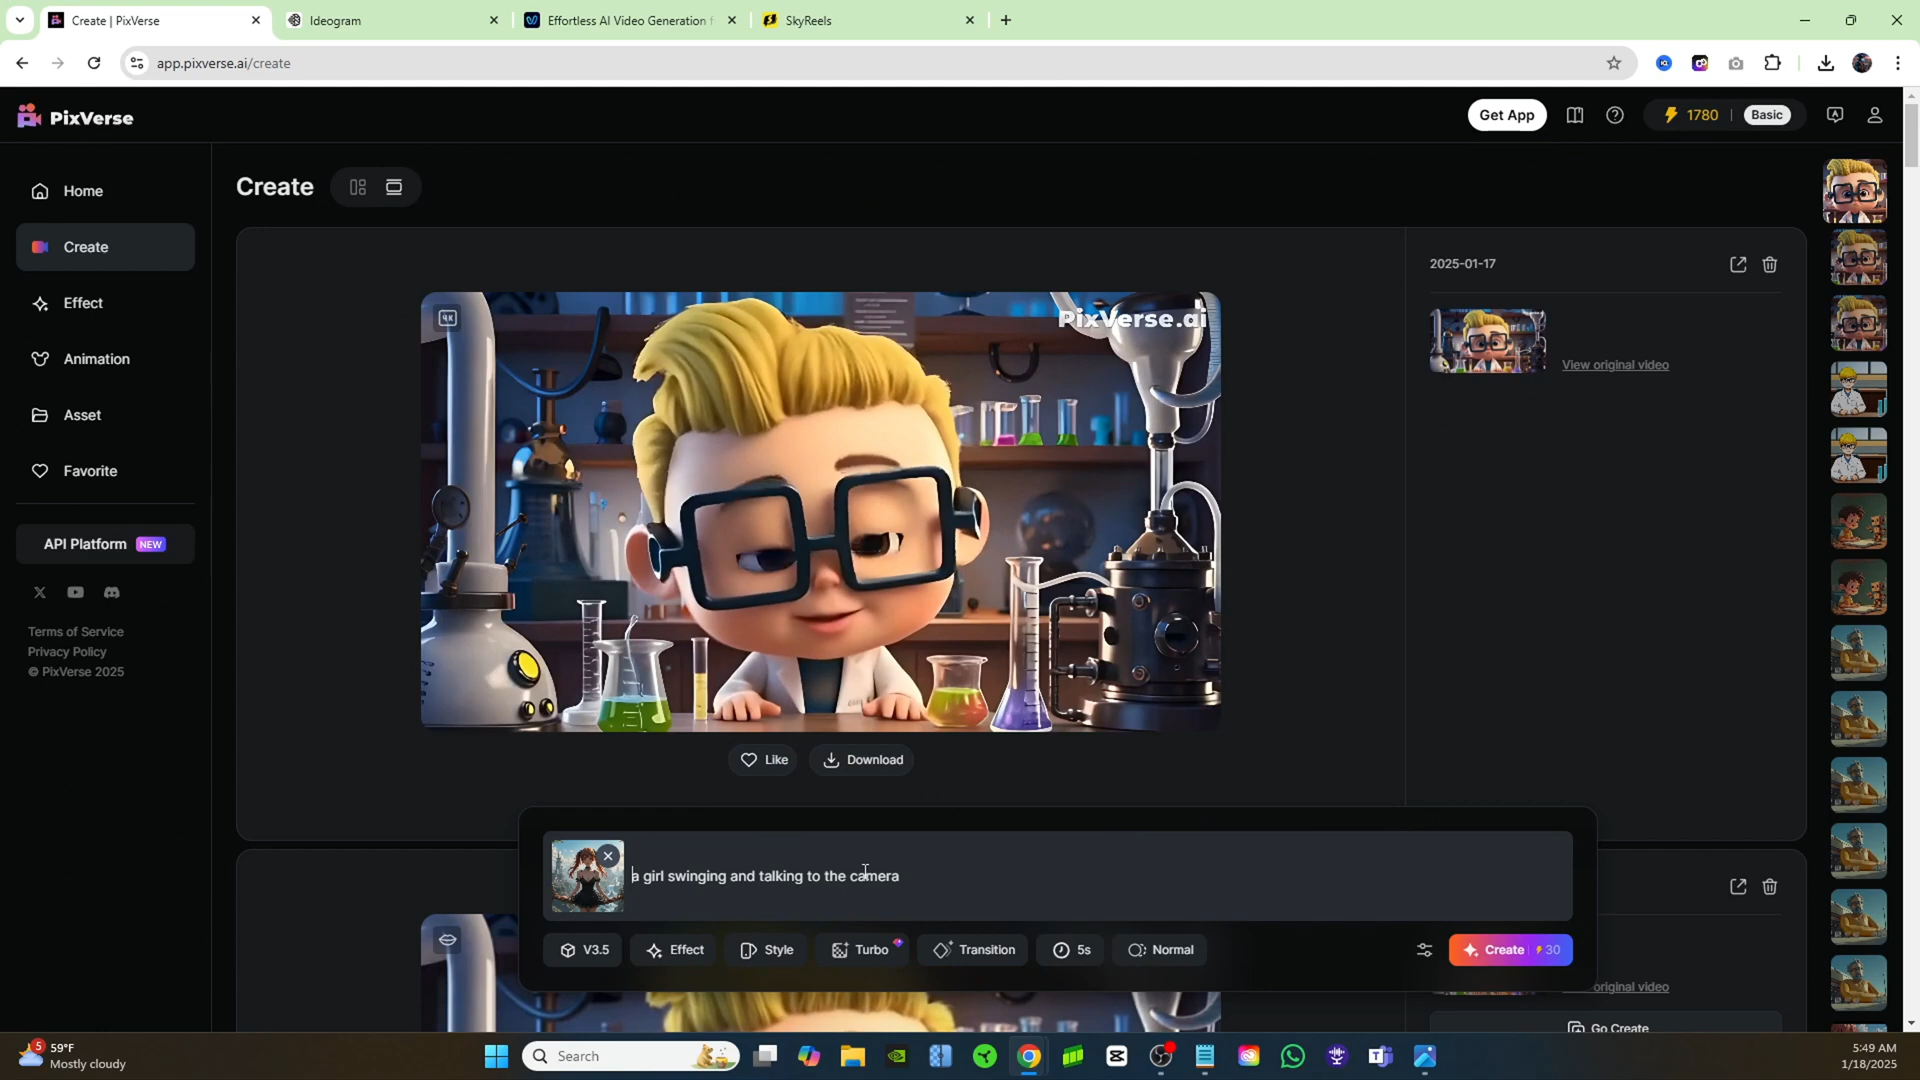 Create | PixVerse
Ideogram
Effortless AI Video Generation f
SkyReels
app.pixverse.ai/create
PixVerse
Get App
1780
Basic
Home
Create
Effect
Animation
Asset
Favorite
API Platform NEW
Terms of Service
Privacy Policy
© PixVerse 2025
Create
4K
PixVerse.ai
Like
Download
2025-01-17
View original video
a girl swinging and talking to the camera
V3.5
Effect
Style
Turbo
Transition
5s
Normal
Create
30
original video
Go Create
5
59°F
Mostly cloudy
Search
5:49 AM
1/18/2025